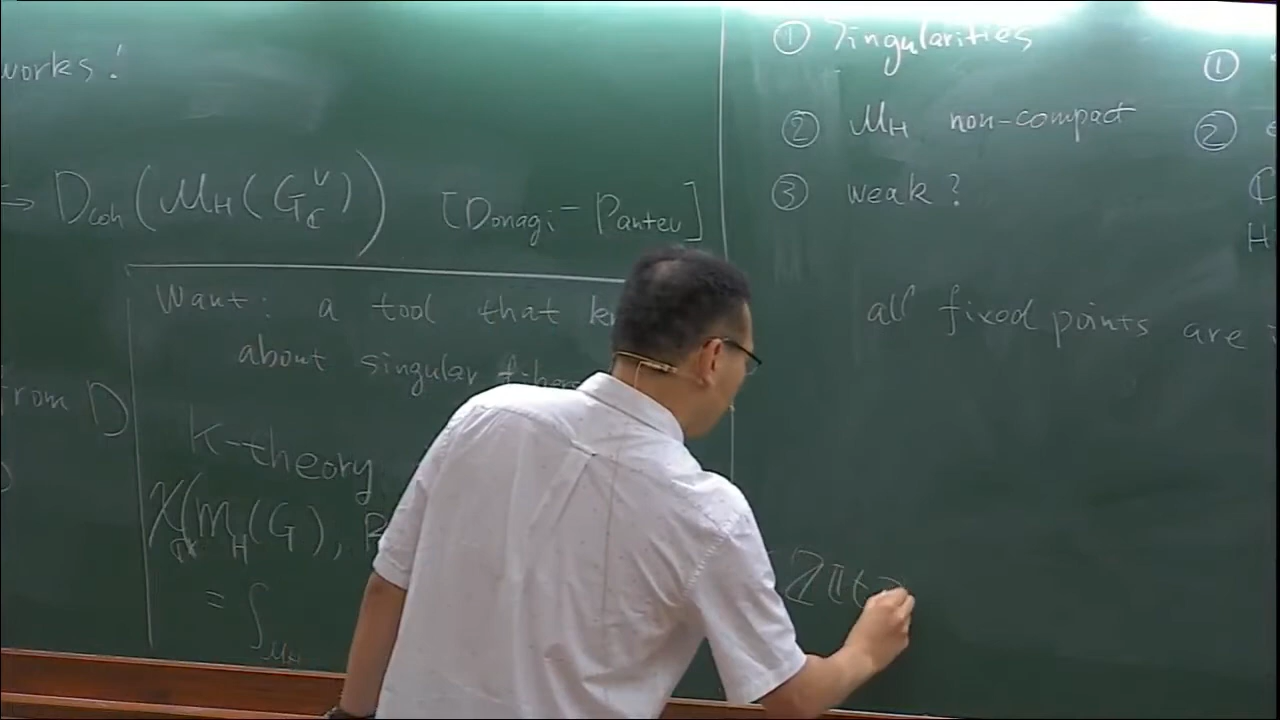 works!
→ D_coh (M_H (G_ℂ^∨)) [Donagi-Pantev]
Want: a tool that
about singular
from D
K-theory
χ(M_H(G),
= ∫_{M_H}
① Singularities
② M_H non-compact
③ weak?
all fixed points are
ℤ[[t
①
②
H